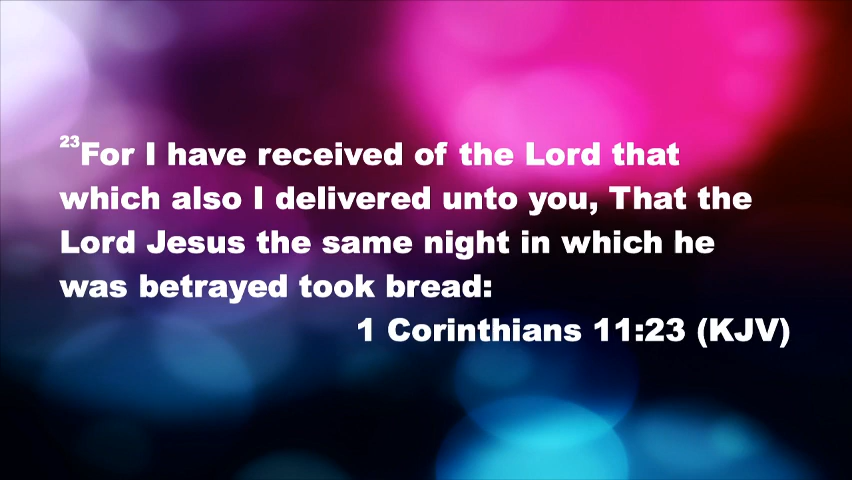 23For I have received of the Lord that
which also I delivered unto you, That the
Lord Jesus the same night in which he
was betrayed took bread:
1 Corinthians 11:23 (KJV)